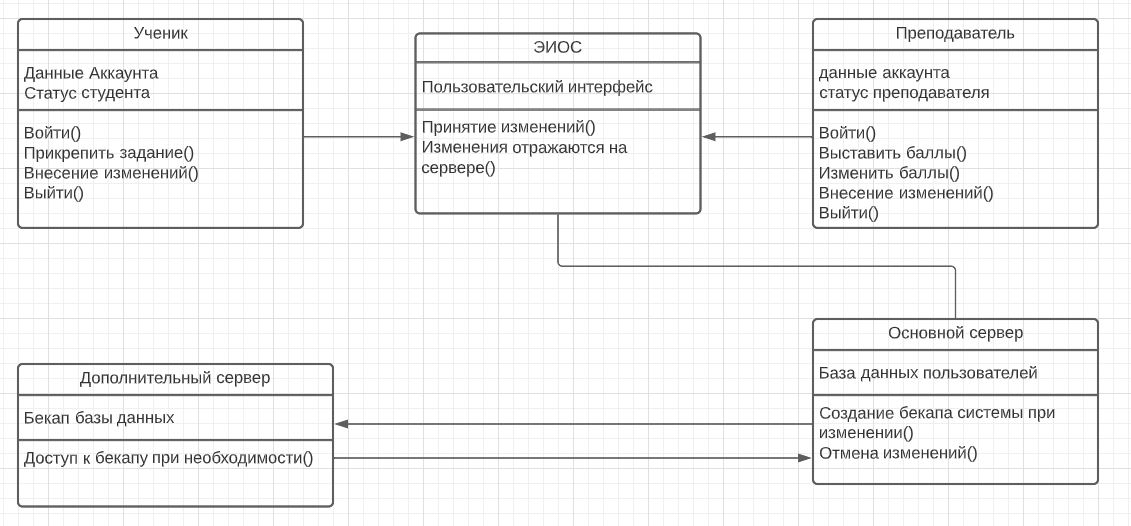 Ученик
Данные Аккаунта
Статус студента
Войти()
Прикрепить задание()
Внесение изменений()
Выйти()
ЭИОС
Пользовательский интерфейс
Принятие изменений()
Изменения отражаются на
сервере()
Преподаватель
данные аккаунта
статус преподавателя
Войти()
Выставить баллы()
Изменить баллы()
Внесение изменений()
Выйти()
Основной сервер
База данных пользователей
Создание бекапа системы при
изменении()
Отмена изменений()
Дополнительный сервер
Бекап базы данных
Доступ к бекапу при необходимости()